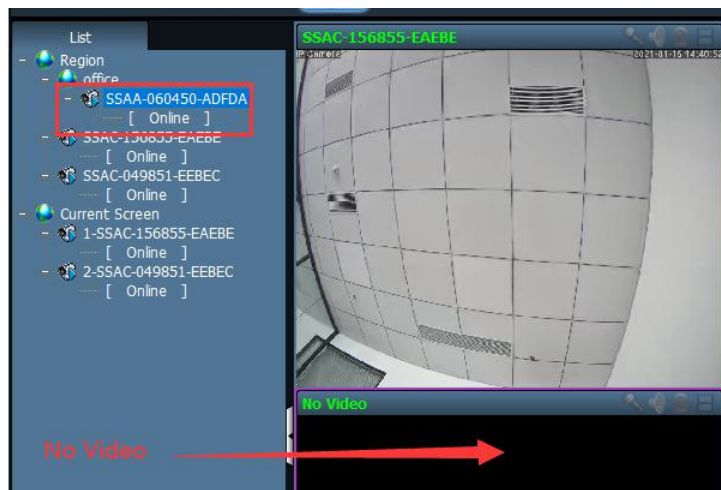 List
Region
office
SSAA-060450-ADFDA
[ Online ]
SSAC-156855-EAEBE
[ Online ]
SSAC-049851-EEBEC
[ Online ]
Current Screen
1-SSAC-156855-EAEBE
[ Online ]
2-SSAC-049851-EEBEC
[ Online ]
No Video
SSAC-156855-EAEBE
IP Camera 2021-01-15 14:40:52
No Video